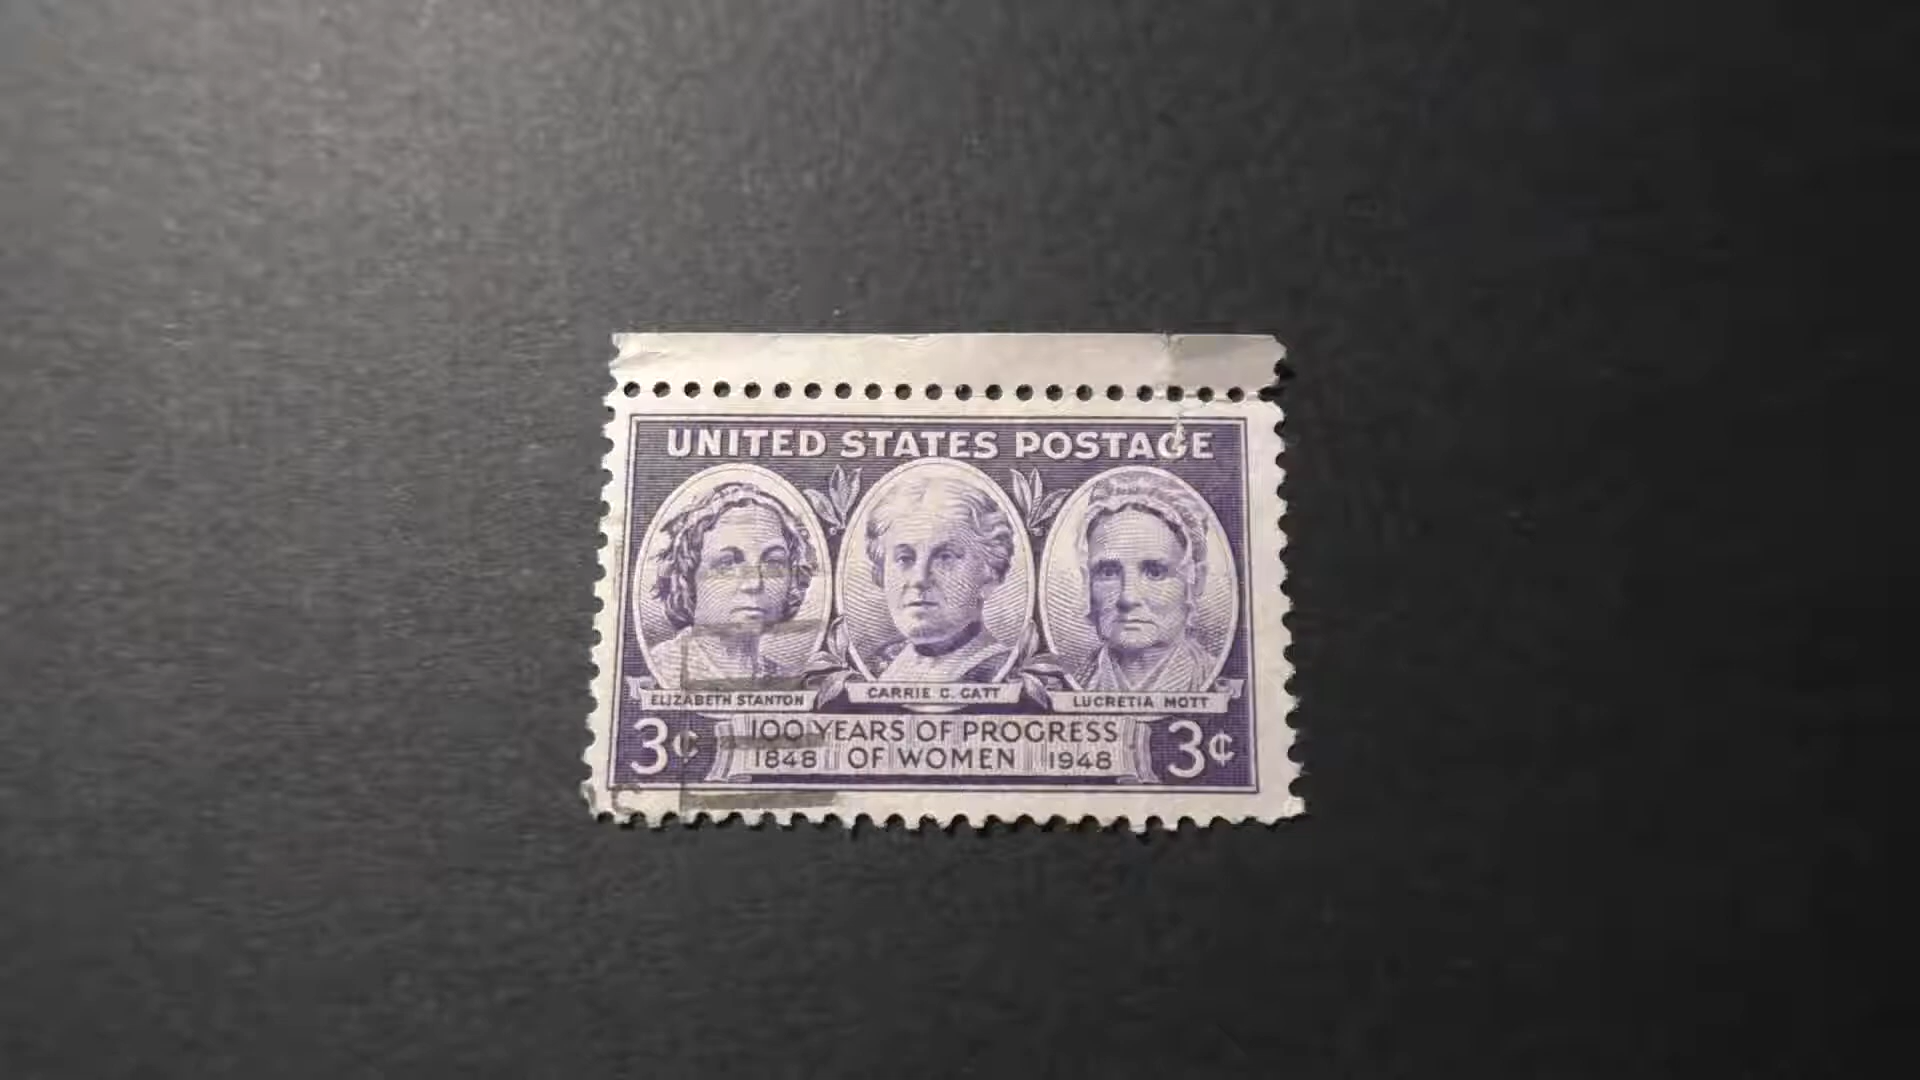 UNITED STATES POSTAGE
ELIZABETH STANTON
CARRIE C. CATT
LUCRETIA MOTT
3¢ 100 YEARS OF PROGRESS 3¢
1848 OF WOMEN 1948